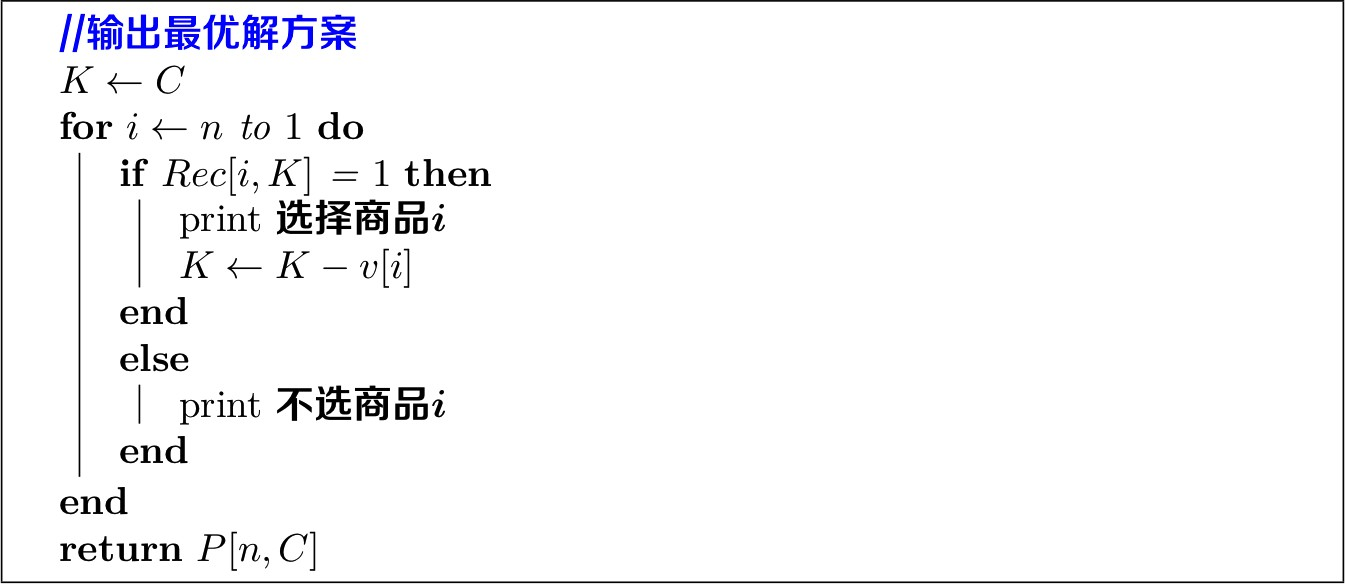 //输出最优解方案
K ← C
for i ← n to 1 do
if Rec[i, K] = 1 then
print 选择商品i
K ← K − v[i]
end
else
print 不选商品i
end
end
return P[n, C]